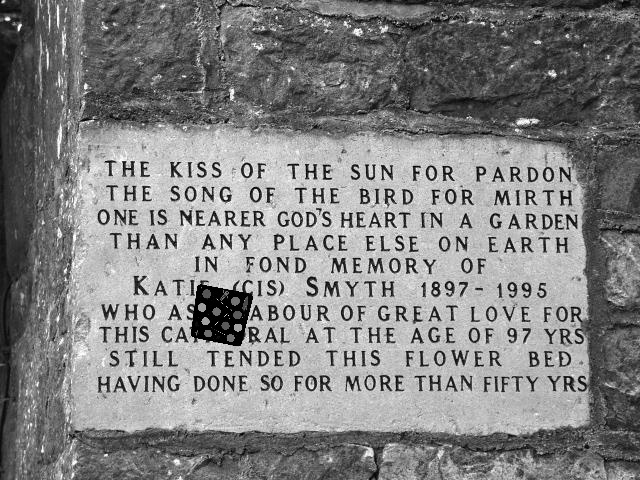 THE KISS OF THE SUN FOR PARDON
THE SONG OF THE BIRD FOR MIRTH
ONE IS NEARER GOD'S HEART IN A GARDEN
THAN ANY PLACE ELSE ON EARTH
IN FOND MEMORY OF
(CIS) SMYTH 1897-1995
WHO OF GREAT LOVE FOR
THIS AT THE AGE OF 97 YRS
STILL TENDED THIS FLOWER BED
HAVING DONE SO FOR MORE THAN FIFTY YRS